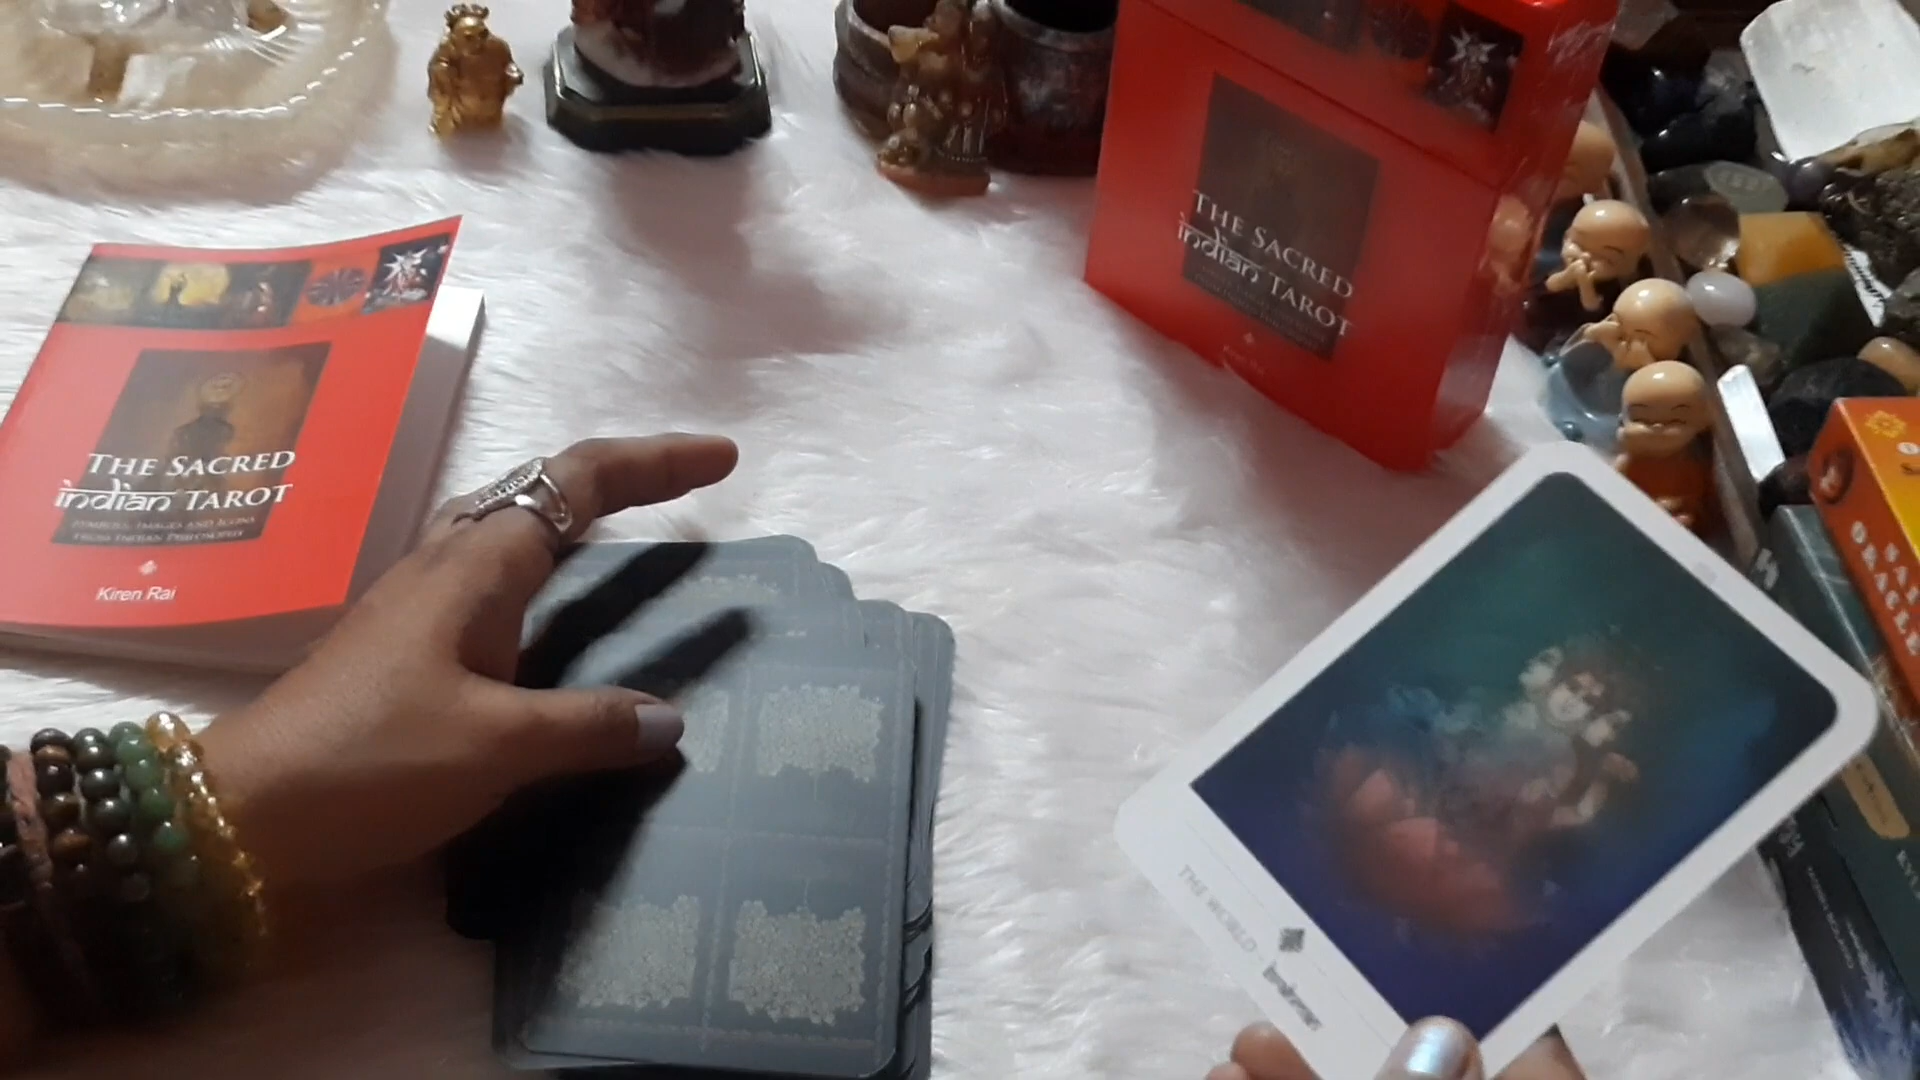 THE SACRED
indian TAROT
SYMBOLS, IMAGES AND ICONS
FROM INDIAN PHILOSOPHY
Kiren Rai
THE SACRED
indian TAROT
THE WORLD
ORACLE